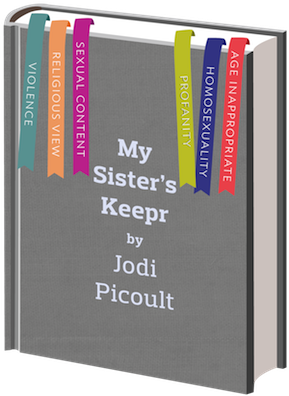 VIOLENCE
RELIGIOUS VIEW
SEXUAL CONTENT
PROFANITY
HOMOSEXUALITY
AGE INAPPROPRIATE
My
Sister's
Keepr
by
Jodi
Picoult